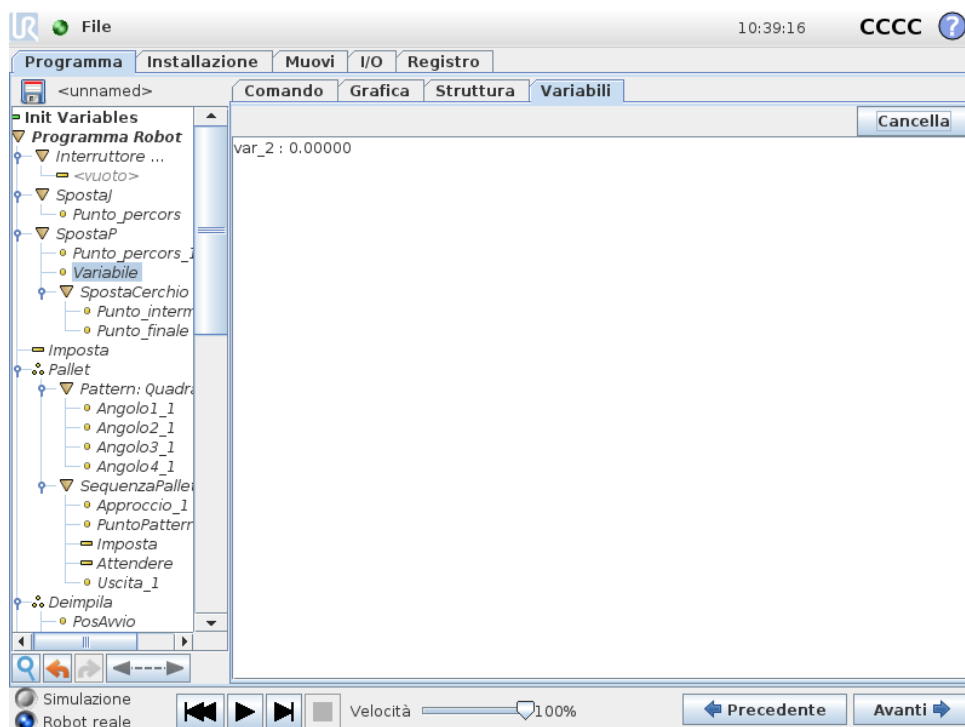 UR File 10:39:16 CCCC ?
Programma Installazione Muovi I/O Registro
<unnamed> Comando Grafica Struttura Variabili
Init Variables Cancella
Programma Robot
var_2 : 0.00000
Interruttore ...
<vuoto>
SpostaJ
Punto_percors
SpostaP
Punto_percors_1
Variabile
SpostaCerchio
Punto_interm
Punto_finale
Imposta
Pallet
Pattern: Quadra
Angolo1_1
Angolo2_1
Angolo3_1
Angolo4_1
SequenzaPallet
Approccio_1
PuntoPattern
Imposta
Attendere
Uscita_1
Deimpila
PosAvvio
Simulazione
Robot reale
Velocità 100% Precedente Avanti